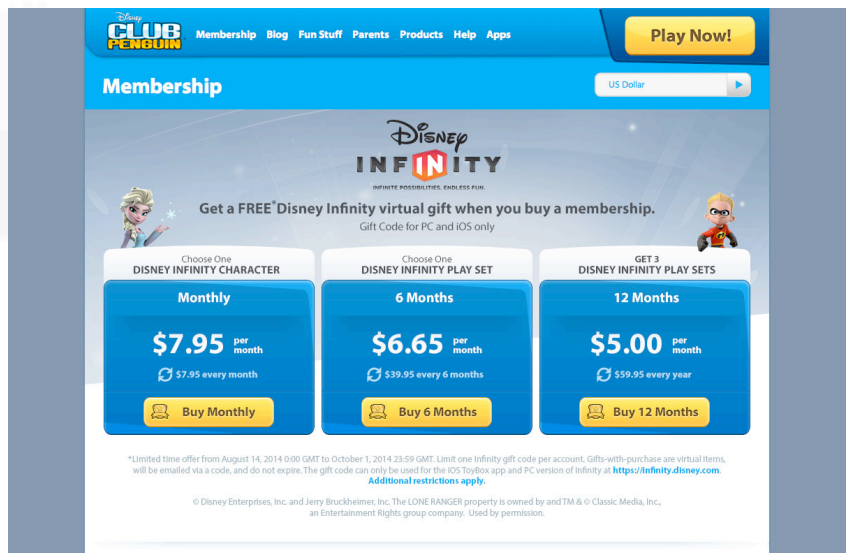 Disney
CLUB
PENGUIN
Membership Blog Fun Stuff Parents Products Help Apps
Play Now!
Membership
US Dollar
Disney
INFINITY
INFINITE POSSIBILITIES, ENDLESS FUN.
Get a FREE* Disney Infinity virtual gift when you buy a membership.
Gift Code for PC and iOS only
Choose One
DISNEY INFINITY CHARACTER
Monthly
$7.95 per month
$7.95 every month
Buy Monthly
Choose One
DISNEY INFINITY PLAY SET
6 Months
$6.65 per month
$39.95 every 6 months
Buy 6 Months
GET 3
DISNEY INFINITY PLAY SETS
12 Months
$5.00 per month
$59.95 every year
Buy 12 Months
*Limited time offer from August 14, 2014 0:00 GMT to October 1, 2014 23:59 GMT. Limit one Infinity gift code per account. Gifts-with-purchase are virtual items,
will be emailed via a code, and do not expire. The gift code can only be used for the iOS ToyBox app and PC version of Infinity at https://infinity.disney.com.
Additional restrictions apply.
© Disney Enterprises, Inc. and Jerry Bruckheimer, Inc. The LONE RANGER property is owned by and TM & © Classic Media, Inc.,
an Entertainment Rights group company. Used by permission.